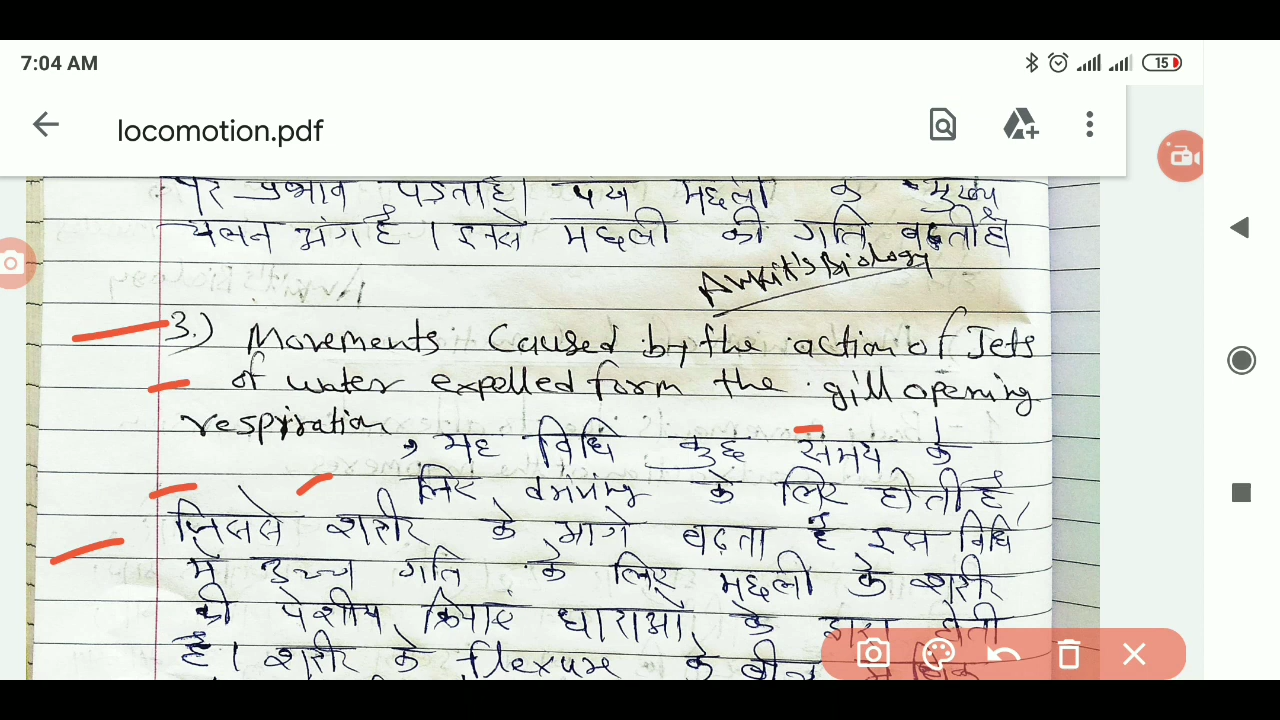 7:04 AM
15
locomotion.pdf
पर प्रभाव पड़ता है। पंख मछली के मुख्य
चलन अंग है । इनसे मछली की गति बढ़ती है
Ankit's Biology
3.) Movements Caused by the action of Jets
of water expelled form the gill opening
respiration
यह विधि कुछ समय के
लिए driving के लिए होती है,
जिससे शरीर के आगे बढ़ता है इस विधि
में उच्च गति के लिए मछली के शरीर
की पेशीय क्रियाएं धाराओं के द्वारा होती
है । शरीर के flexure के बीच में